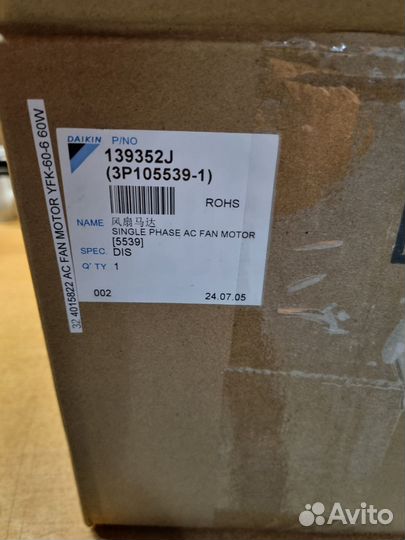 DAIKIN P/NO
139352J
(3P105539-1)
ROHS
NAME 风扇马达
SINGLE PHASE AC FAN MOTOR
[5539]
SPEC. DIS
Q'TY 1
002 24.07.05
32 4015822 AC FAN MOTOR YFK-60-6 60W
Avito